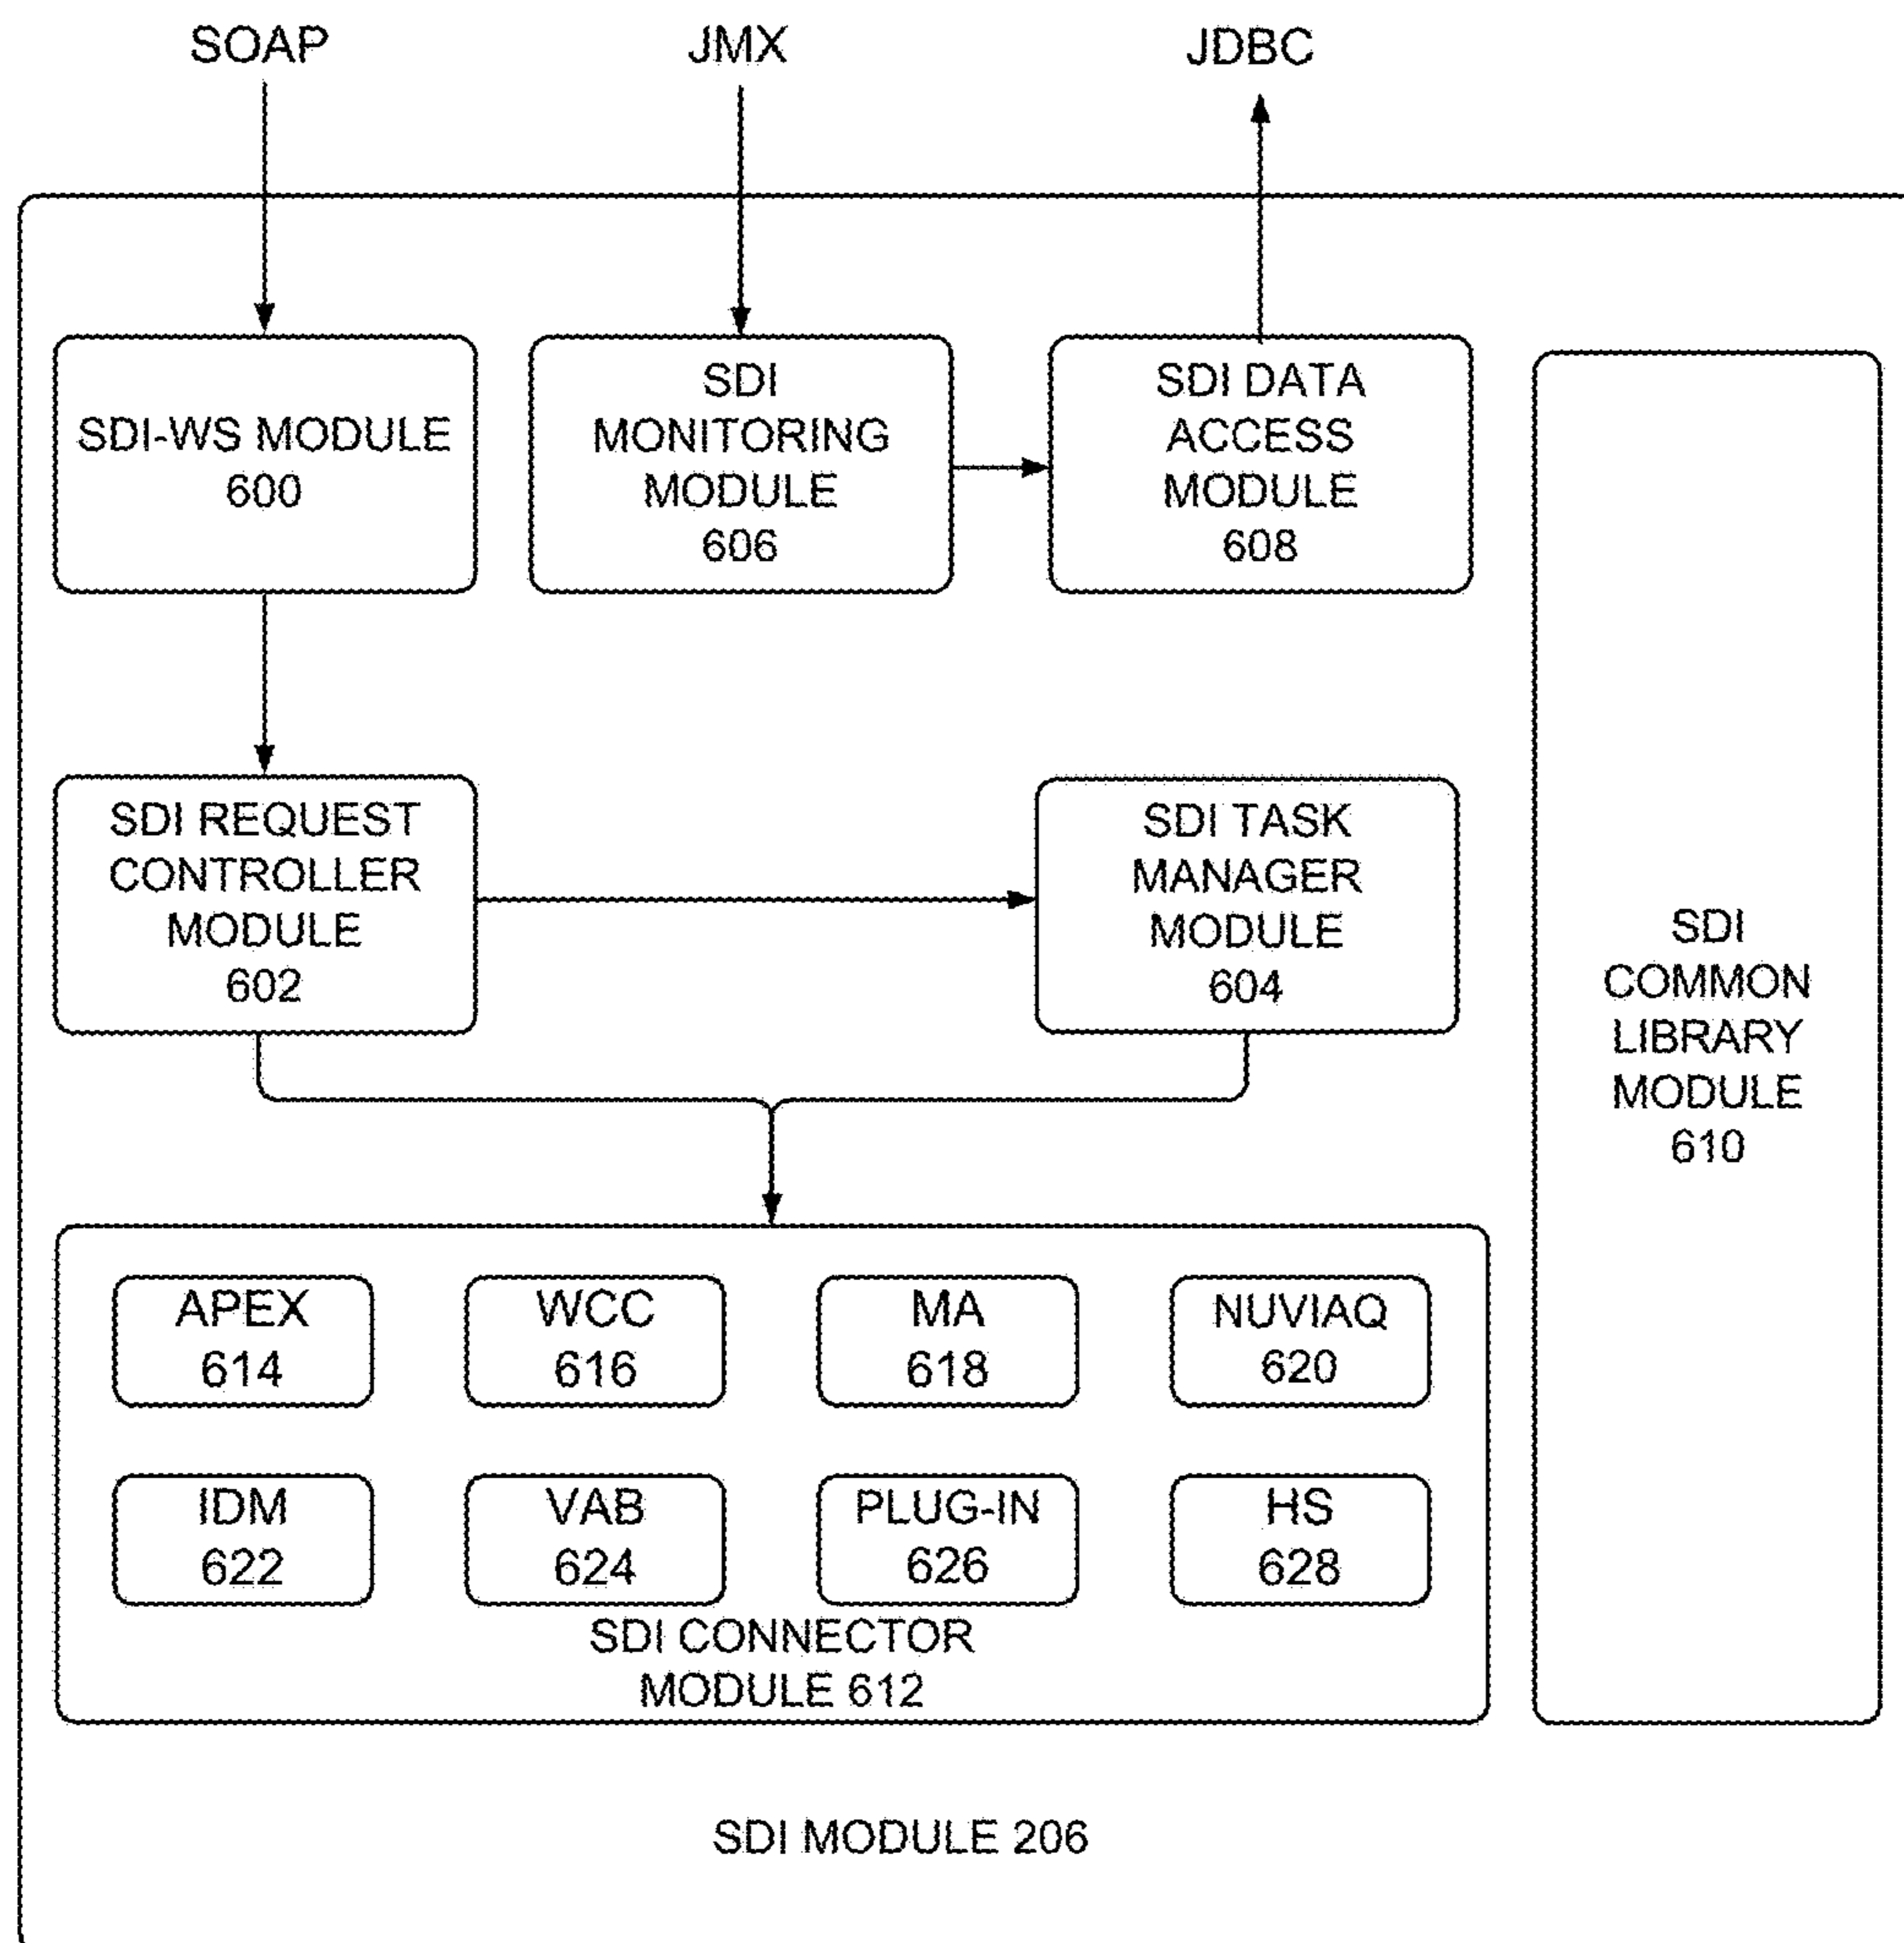 SOAP
JMX
JDBC
SDI-WS MODULE
600
SDI
MONITORING
MODULE
606
SDI DATA
ACCESS
MODULE
608
SDI REQUEST
CONTROLLER
MODULE
602
SDI TASK
MANAGER
MODULE
604
SDI
COMMON
LIBRARY
MODULE
610
APEX
614
WCC
616
MA
618
NUVIAQ
620
IDM
622
VAB
624
PLUG-IN
626
HS
628
SDI CONNECTOR
MODULE 612
SDI MODULE 206